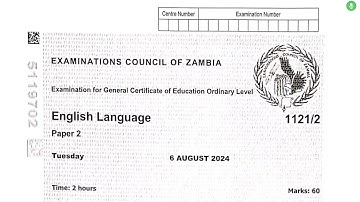 Centre Number Examination Number
EXAMINATIONS COUNCIL OF ZAMBIA
Examination for General Certificate of Education Ordinary Level
English Language 1121/2
Paper 2
Tuesday 6 AUGUST 2024
Time: 2 hours Marks: 60
5119702